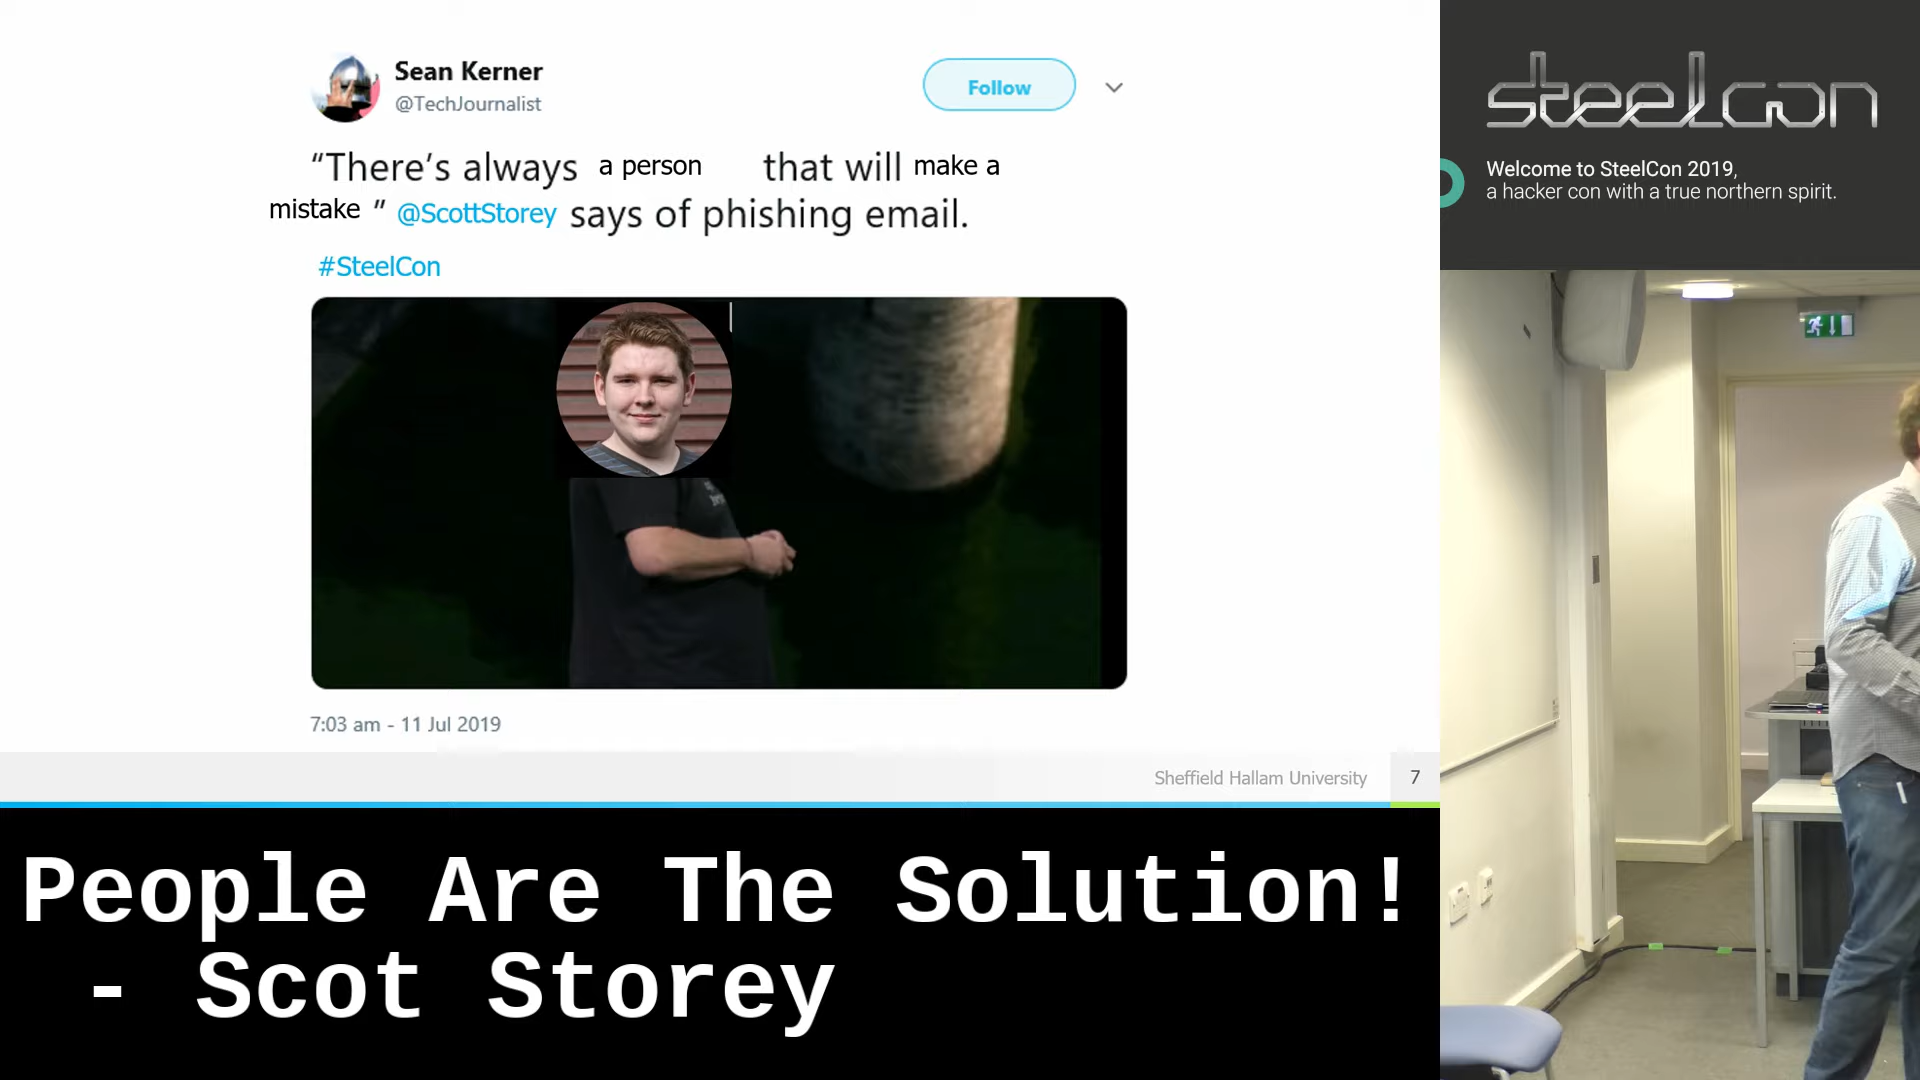 Sean Kerner
@TechJournalist
Follow
“There’s always a person that will make a
mistake ” @ScottStorey says of phishing email.
#SteelCon
7:03 am - 11 Jul 2019
Sheffield Hallam University
7
People Are The Solution!
- Scot Storey
steelcon
Welcome to SteelCon 2019,
a hacker con with a true northern spirit.